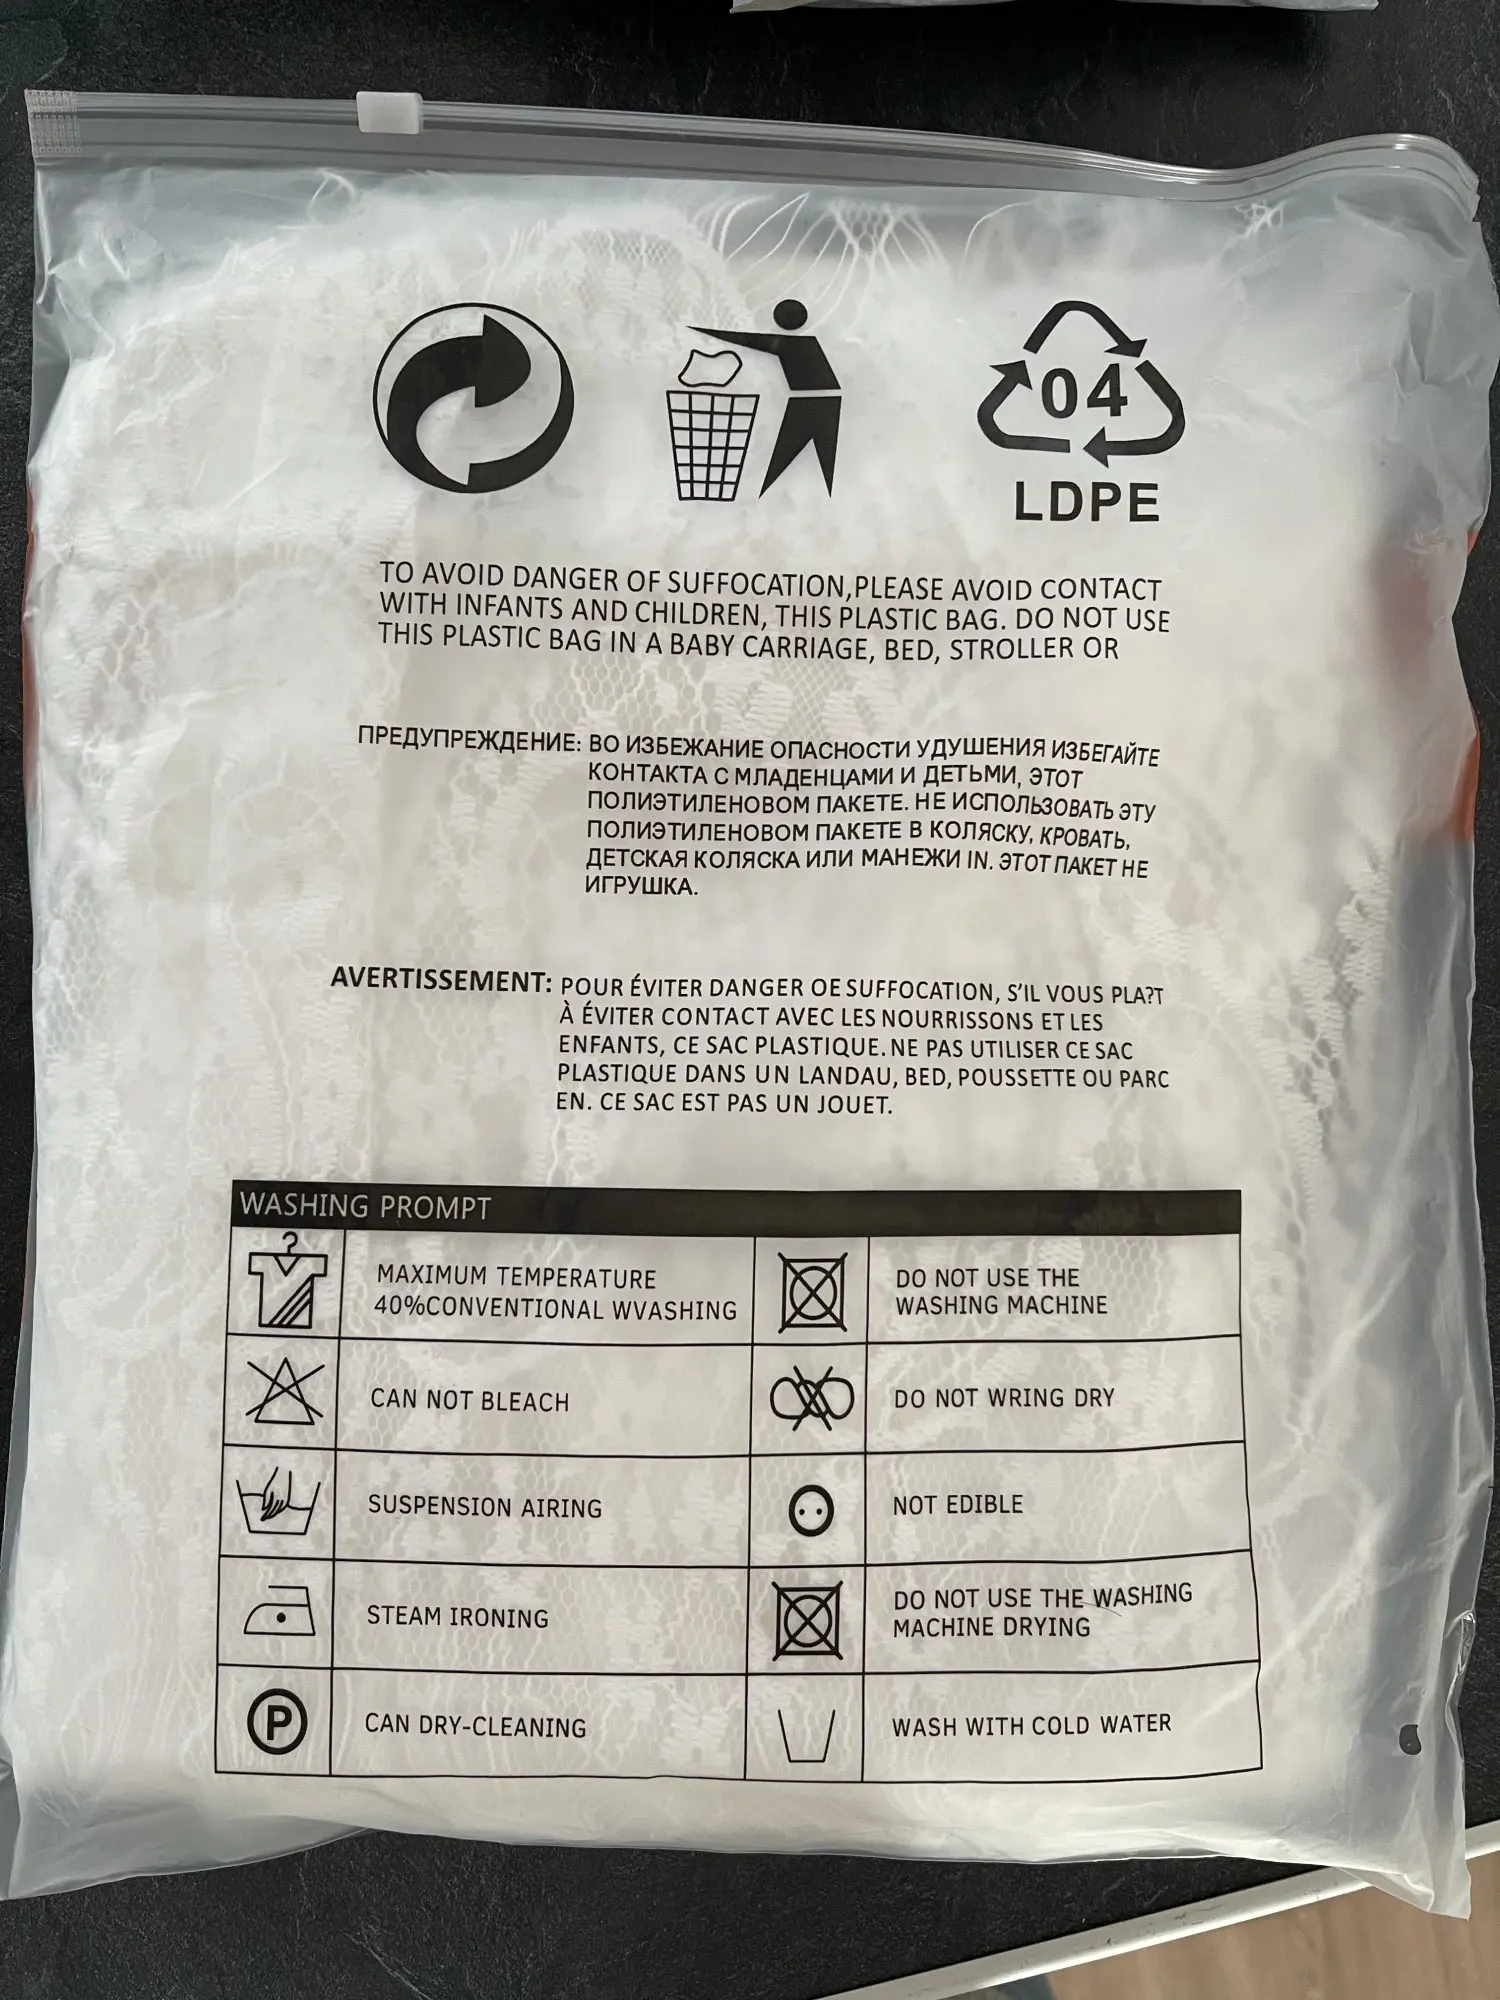 04
LDPE
TO AVOID DANGER OF SUFFOCATION,PLEASE AVOID CONTACT
WITH INFANTS AND CHILDREN, THIS PLASTIC BAG. DO NOT USE
THIS PLASTIC BAG IN A BABY CARRIAGE, BED, STROLLER OR
ПРЕДУПРЕЖДЕНИЕ: ВО ИЗБЕЖАНИЕ ОПАСНОСТИ УДУШЕНИЯ ИЗБЕГАЙТЕ
КОНТАКТА С МЛАДЕНЦАМИ И ДЕТЬМИ, ЭТОТ
ПОЛИЭТИЛЕНОВОМ ПАКЕТЕ. НЕ ИСПОЛЬЗОВАТЬ ЭТУ
ПОЛИЭТИЛЕНОВОМ ПАКЕТЕ В КОЛЯСКУ, КРОВАТЬ,
ДЕТСКАЯ КОЛЯСКА ИЛИ МАНЕЖИ IN. ЭТОТ ПАКЕТ НЕ
ИГРУШКА.
AVERTISSEMENT: POUR ÉVITER DANGER OE SUFFOCATION, S'IL VOUS PLA?T
À ÉVITER CONTACT AVEC LES NOURRISSONS ET LES
ENFANTS, CE SAC PLASTIQUE. NE PAS UTILISER CE SAC
PLASTIQUE DANS UN LANDAU, BED, POUSSETTE OU PARC
EN. CE SAC EST PAS UN JOUET.
WASHING PROMPT
MAXIMUM TEMPERATURE
40%CONVENTIONAL WVASHING
DO NOT USE THE
WASHING MACHINE
CAN NOT BLEACH
DO NOT WRING DRY
SUSPENSION AIRING
NOT EDIBLE
STEAM IRONING
DO NOT USE THE WASHING
MACHINE DRYING
P
CAN DRY-CLEANING
WASH WITH COLD WATER